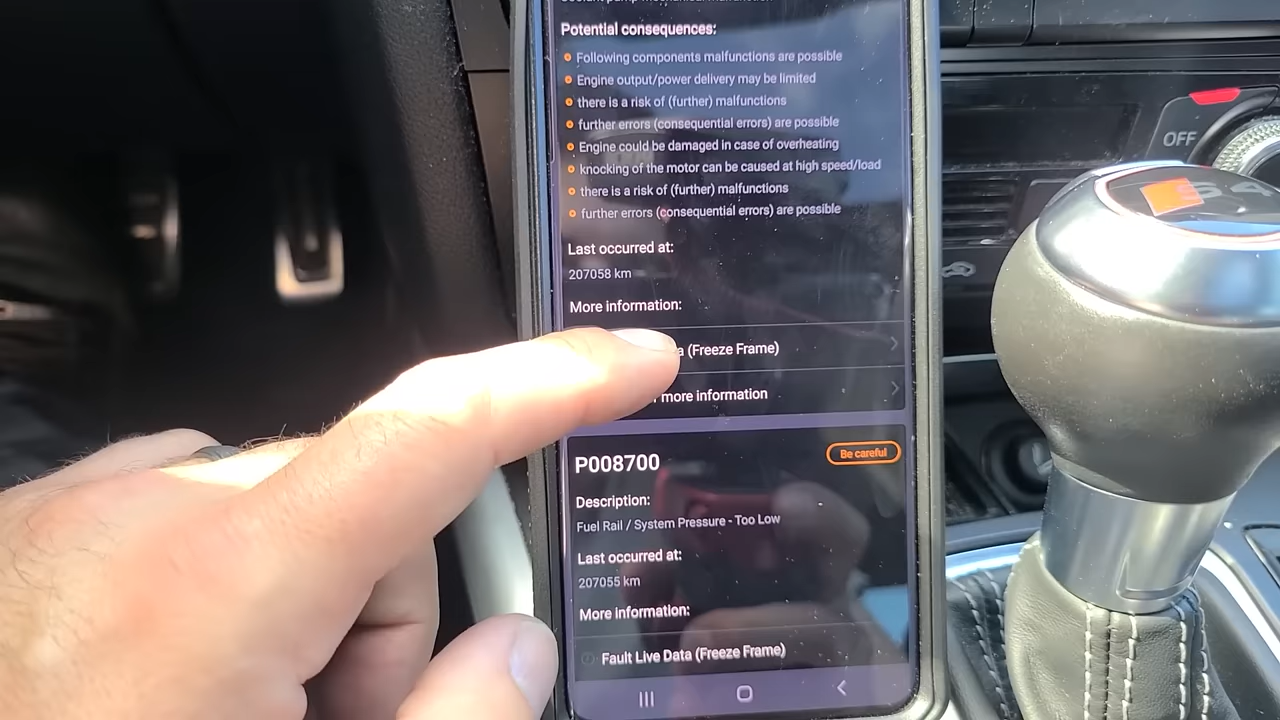 Potential consequences:
Following components malfunctions are possible
Engine output/power delivery may be limited
there is a risk of (further) malfunctions
further errors (consequential errors) are possible
Engine could be damaged in case of overheating
knocking of the motor can be caused at high speed/load
there is a risk of (further) malfunctions
further errors (consequential errors) are possible
Last occurred at:
207058 km
More information:
(Freeze Frame)
more information
P008700
Be careful
Description:
Fuel Rail / System Pressure - Too Low
Last occurred at:
207055 km
More information:
Fault Live Data (Freeze Frame)
OFF
S 4